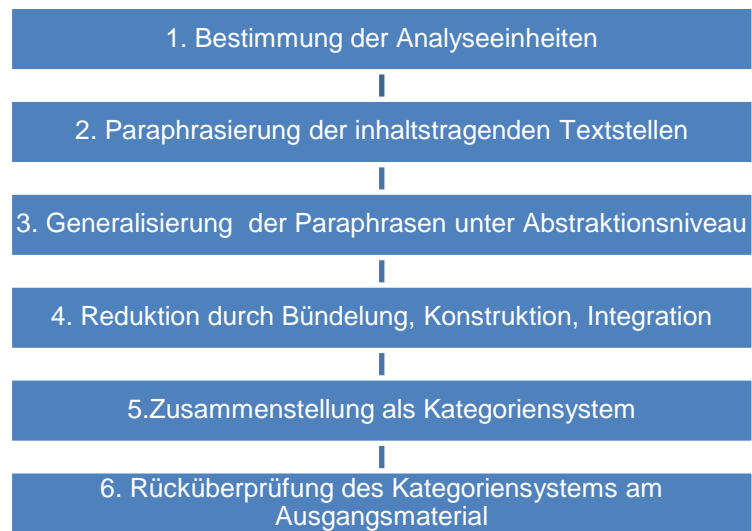 1. Bestimmung der Analyseeinheiten
2. Paraphrasierung der inhaltstragenden Textstellen
3. Generalisierung  der Paraphrasen unter Abstraktionsniveau
4. Reduktion durch Bündelung, Konstruktion, Integration
5.Zusammenstellung als Kategoriensystem
6. Rücküberprüfung des Kategoriensystems am
Ausgangsmaterial